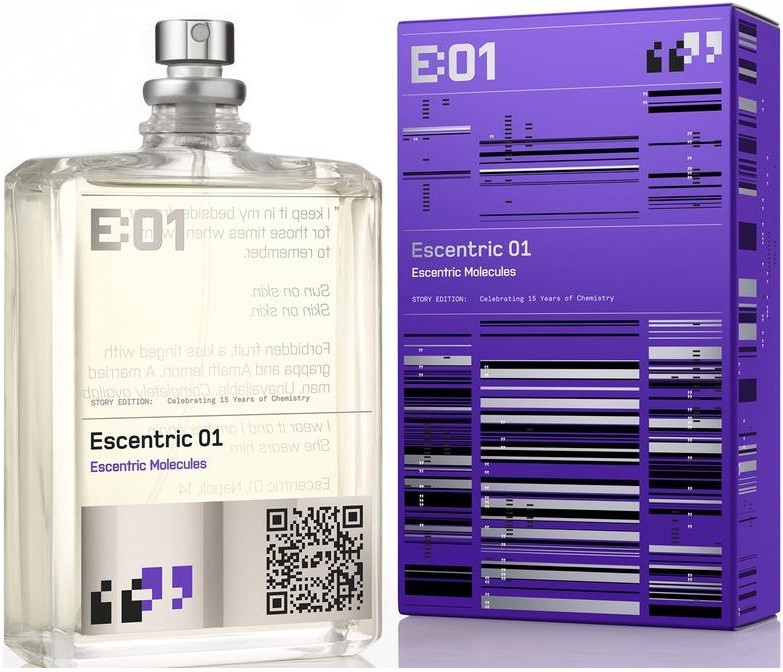 E:01
"I keep it in my bedside
for those times when I want
to remember.
Sun on skin.
Skin on skin.
Forbidden fruit, a kiss tinged with
grappa and Amalfi lemon. A married
man. Unavailable. Completely
STORY EDITION: Celebrating 15 Years of Chemistry
I wear it and I
She wears him.
Escentric 01, Napoli, 14.
Escentric 01
Escentric Molecules
E:01
Escentric 01
Escentric Molecules
STORY EDITION: Celebrating 15 Years of Chemistry